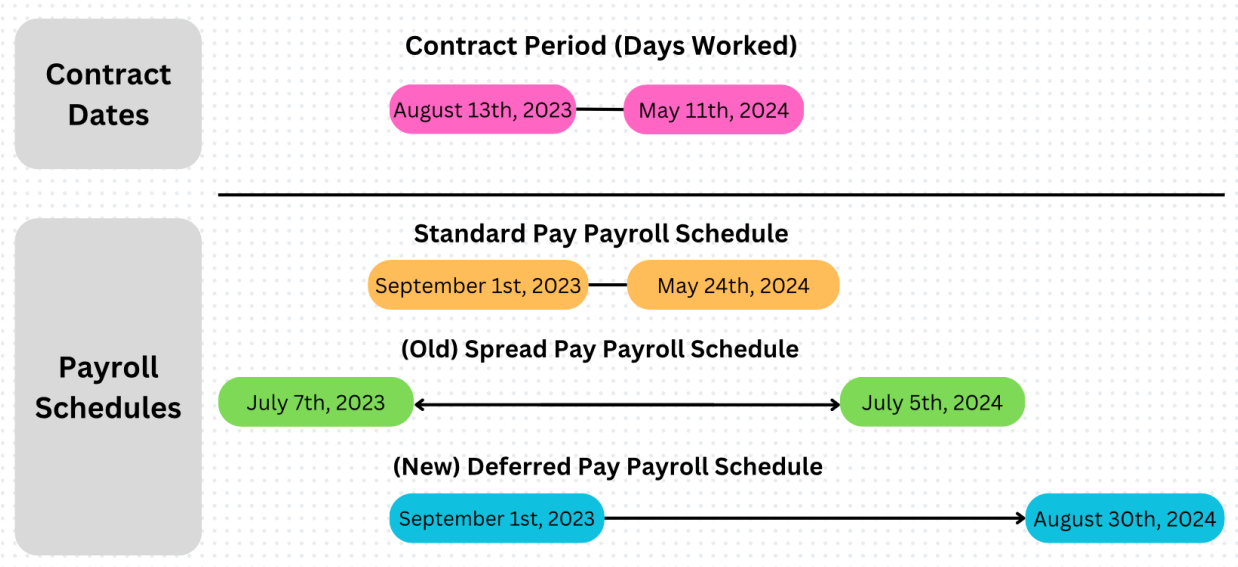 Contract
Dates
Contract Period (Days Worked)
August 13th, 2023
May 11th, 2024
Payroll
Schedules
Standard Pay Payroll Schedule
September 1st, 2023
May 24th, 2024
(Old) Spread Pay Payroll Schedule
July 7th, 2023
July 5th, 2024
(New) Deferred Pay Payroll Schedule
September 1st, 2023
August 30th, 2024